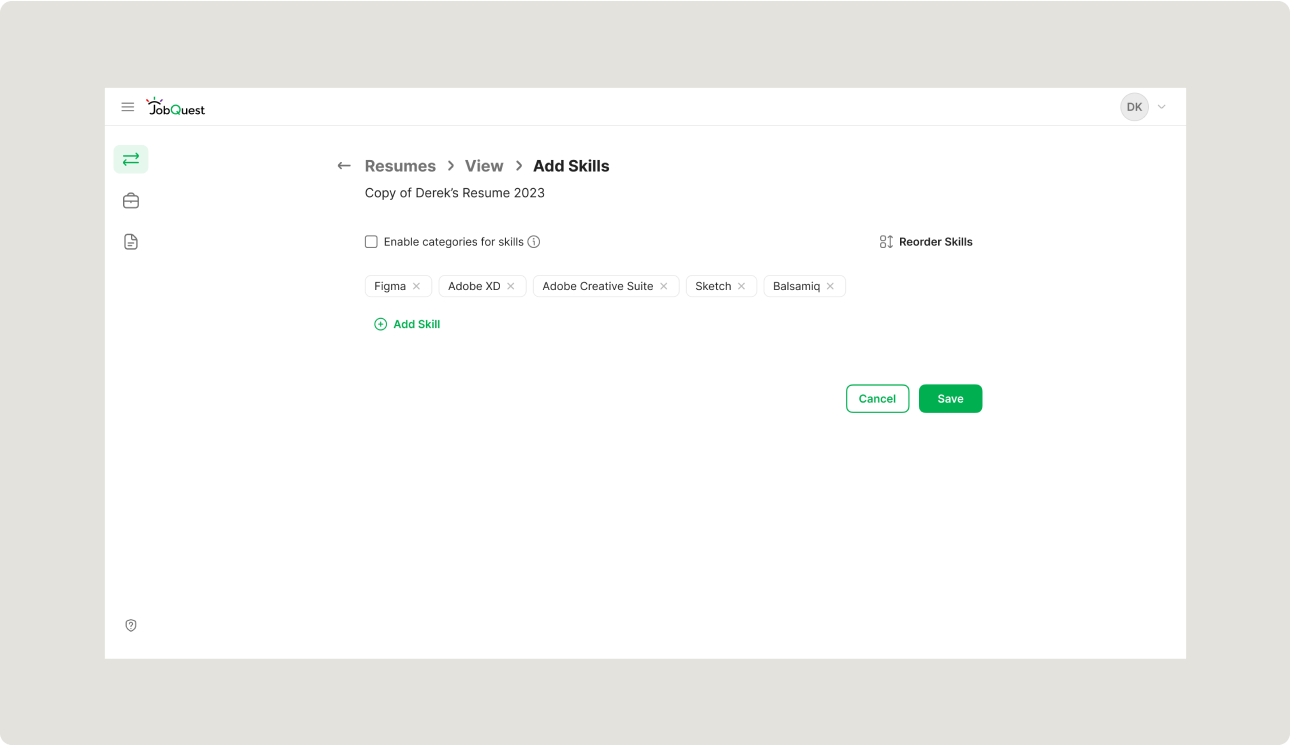 JobQuest
DK
Resumes > View > Add Skills
Copy of Derek’s Resume 2023
Enable categories for skills
Reorder Skills
Figma
Adobe XD
Adobe Creative Suite
Sketch
Balsamiq
Add Skill
Cancel
Save